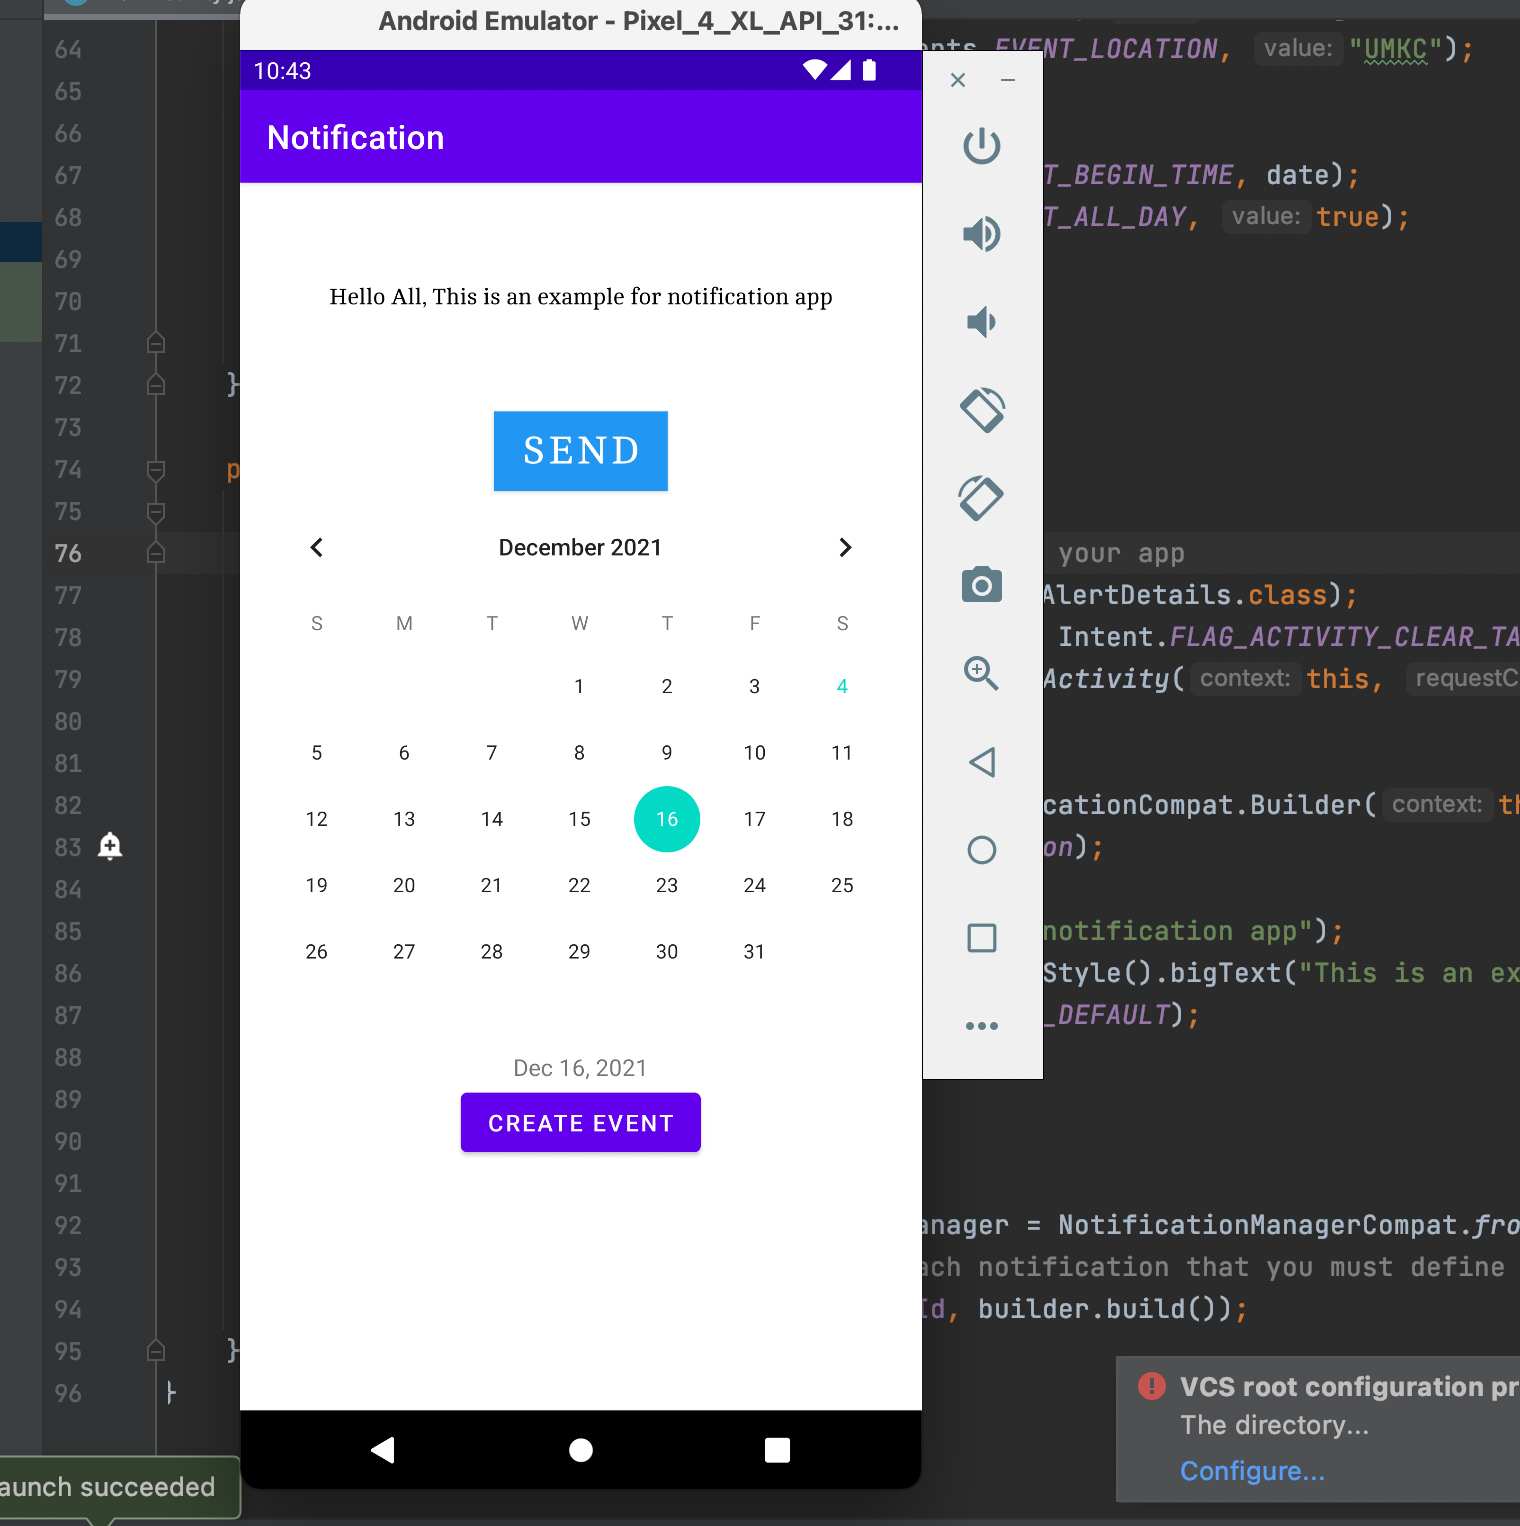 Android Emulator - Pixel_4_XL_API_31:...
64
EVENT_LOCATION, value: "UMKC");
65
10:43
66
Notification
67
T_BEGIN_TIME, date);
68
T_ALL_DAY, value: true);
69
70
Hello All, This is an example for notification app
71
72 }
73
SEND
74 p
75
76
your app
December 2021
77
AlertDetails.class);
78
Intent.FLAG_ACTIVITY_CLEAR_TA
S M T W T F S
79
Activity( context: this, requestC
1 2 3 4
80
5 6 7 8 9 10 11
81
82
cationCompat.Builder( context: th
12 13 14 15 16 17 18
83
on);
84
19 20 21 22 23 24 25
85
notification app");
26 27 28 29 30 31
86
Style().bigText("This is an ex
87
_DEFAULT);
88
Dec 16, 2021
89
CREATE EVENT
90
91
92
anager = NotificationManagerCompat.fro
93
ach notification that you must define
94
Id, builder.build());
95 }
96 }
VCS root configuration pr
The directory...
Configure...
aunch succeeded